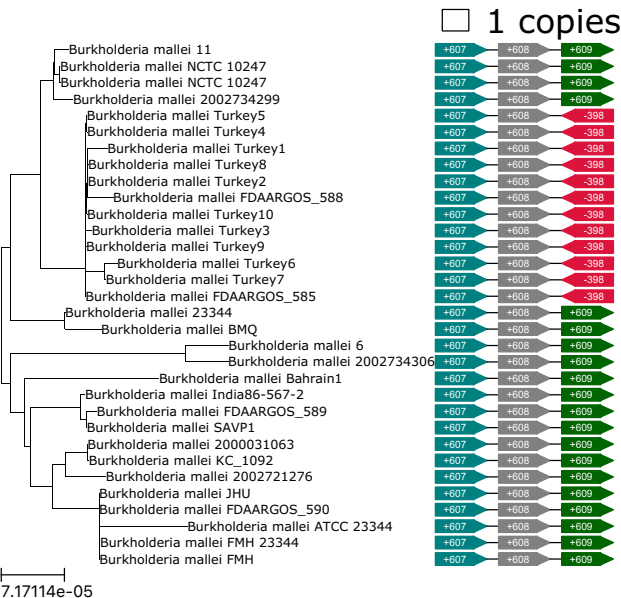 1 copies
Burkholderia mallei 11 +607 +608 +609
Burkholderia mallei NCTC 10247 +607 +608 +609
Burkholderia mallei NCTC 10247 +607 +608 +609
Burkholderia mallei 2002734299 +607 +608 +609
Burkholderia mallei Turkey5 +607 +608 -398
Burkholderia mallei Turkey4 +607 +608 -398
Burkholderia mallei Turkey1 +607 +608 -398
Burkholderia mallei Turkey8 +607 +608 -398
Burkholderia mallei Turkey2 +607 +608 -398
Burkholderia mallei FDAARGOS_588 +607 +608 -398
Burkholderia mallei Turkey10 +607 +608 -398
Burkholderia mallei Turkey3 +607 +608 -398
Burkholderia mallei Turkey9 +607 +608 -398
Burkholderia mallei Turkey6 +607 +608 -398
Burkholderia mallei Turkey7 +607 +608 -398
Burkholderia mallei FDAARGOS_585 +607 +608 -398
Burkholderia mallei 23344 +607 +608 +609
Burkholderia mallei BMQ +607 +608 +609
Burkholderia mallei 6 +607 +608 +609
Burkholderia mallei 2002734306 +607 +608 +609
Burkholderia mallei Bahrain1 +607 +608 +609
Burkholderia mallei India86-567-2 +607 +608 +609
Burkholderia mallei FDAARGOS_589 +607 +608 +609
Burkholderia mallei SAVP1 +607 +608 +609
Burkholderia mallei 2000031063 +607 +608 +609
Burkholderia mallei KC_1092 +607 +608 +609
Burkholderia mallei 2002721276 +607 +608 +609
Burkholderia mallei JHU +607 +608 +609
Burkholderia mallei FDAARGOS_590 +607 +608 +609
Burkholderia mallei ATCC 23344 +607 +608 +609
Burkholderia mallei FMH 23344 +607 +608 +609
Burkholderia mallei FMH +607 +608 +609
7.17114e-05